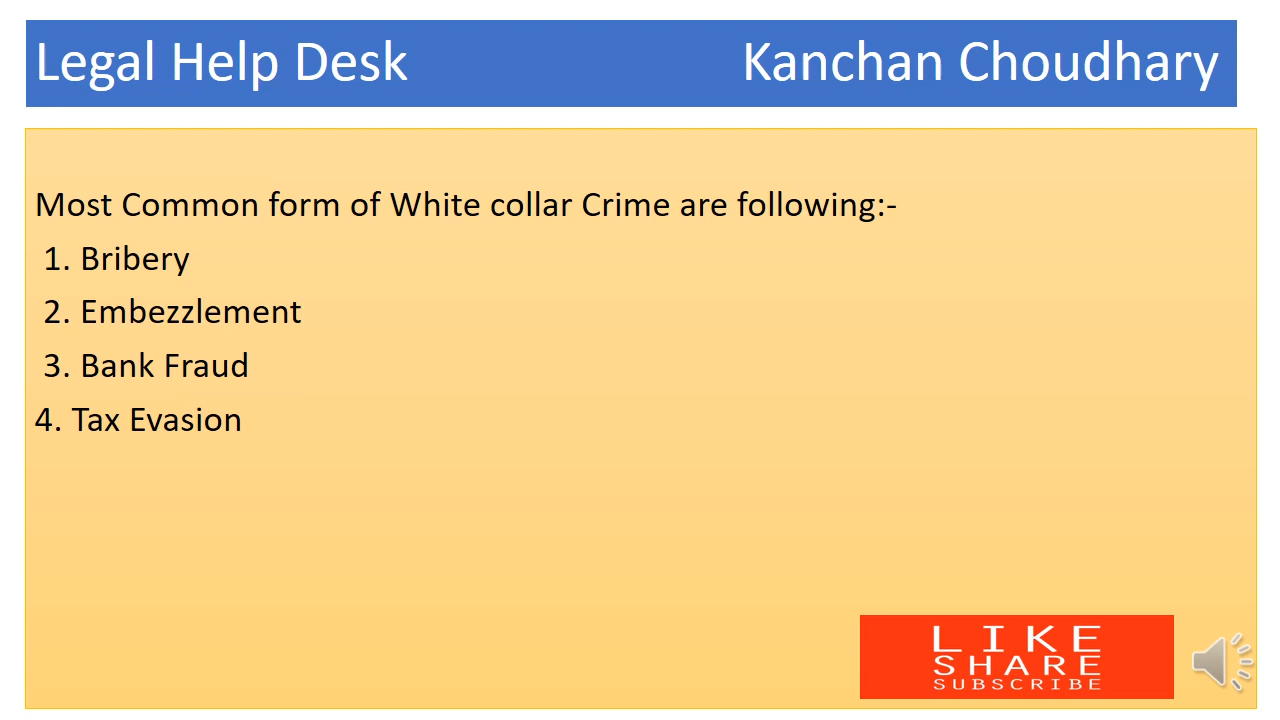 Legal Help Desk Kanchan Choudhary
Most Common form of White collar Crime are following:-
1. Bribery
2. Embezzlement
3. Bank Fraud
4. Tax Evasion
LIKE
SHARE
SUBSCRIBE